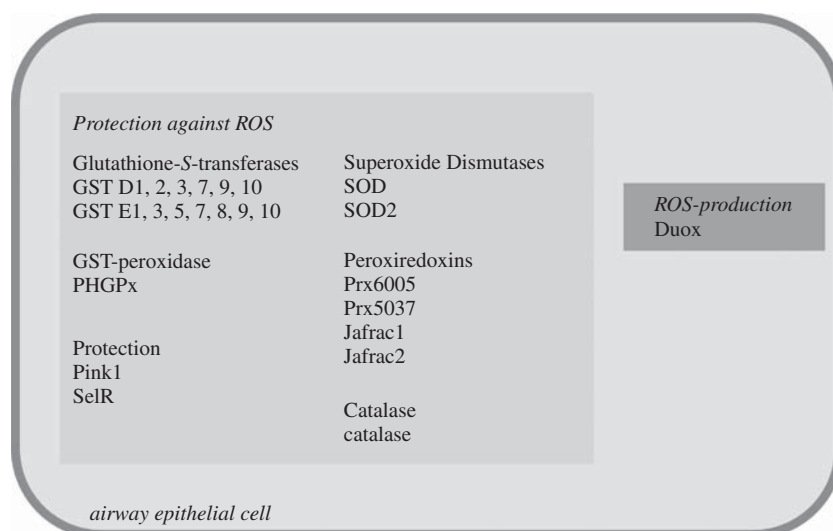 Protection against ROS
Glutathione-S-transferases
GST D1, 2, 3, 7, 9, 10
GST E1, 3, 5, 7, 8, 9, 10
GST-peroxidase
PHGPx
Protection
Pink1
SelR
Superoxide Dismutases
SOD
SOD2
Peroxiredoxins
Prx6005
Prx5037
Jafrac1
Jafrac2
Catalase
catalase
ROS-production
Duox
airway epithelial cell